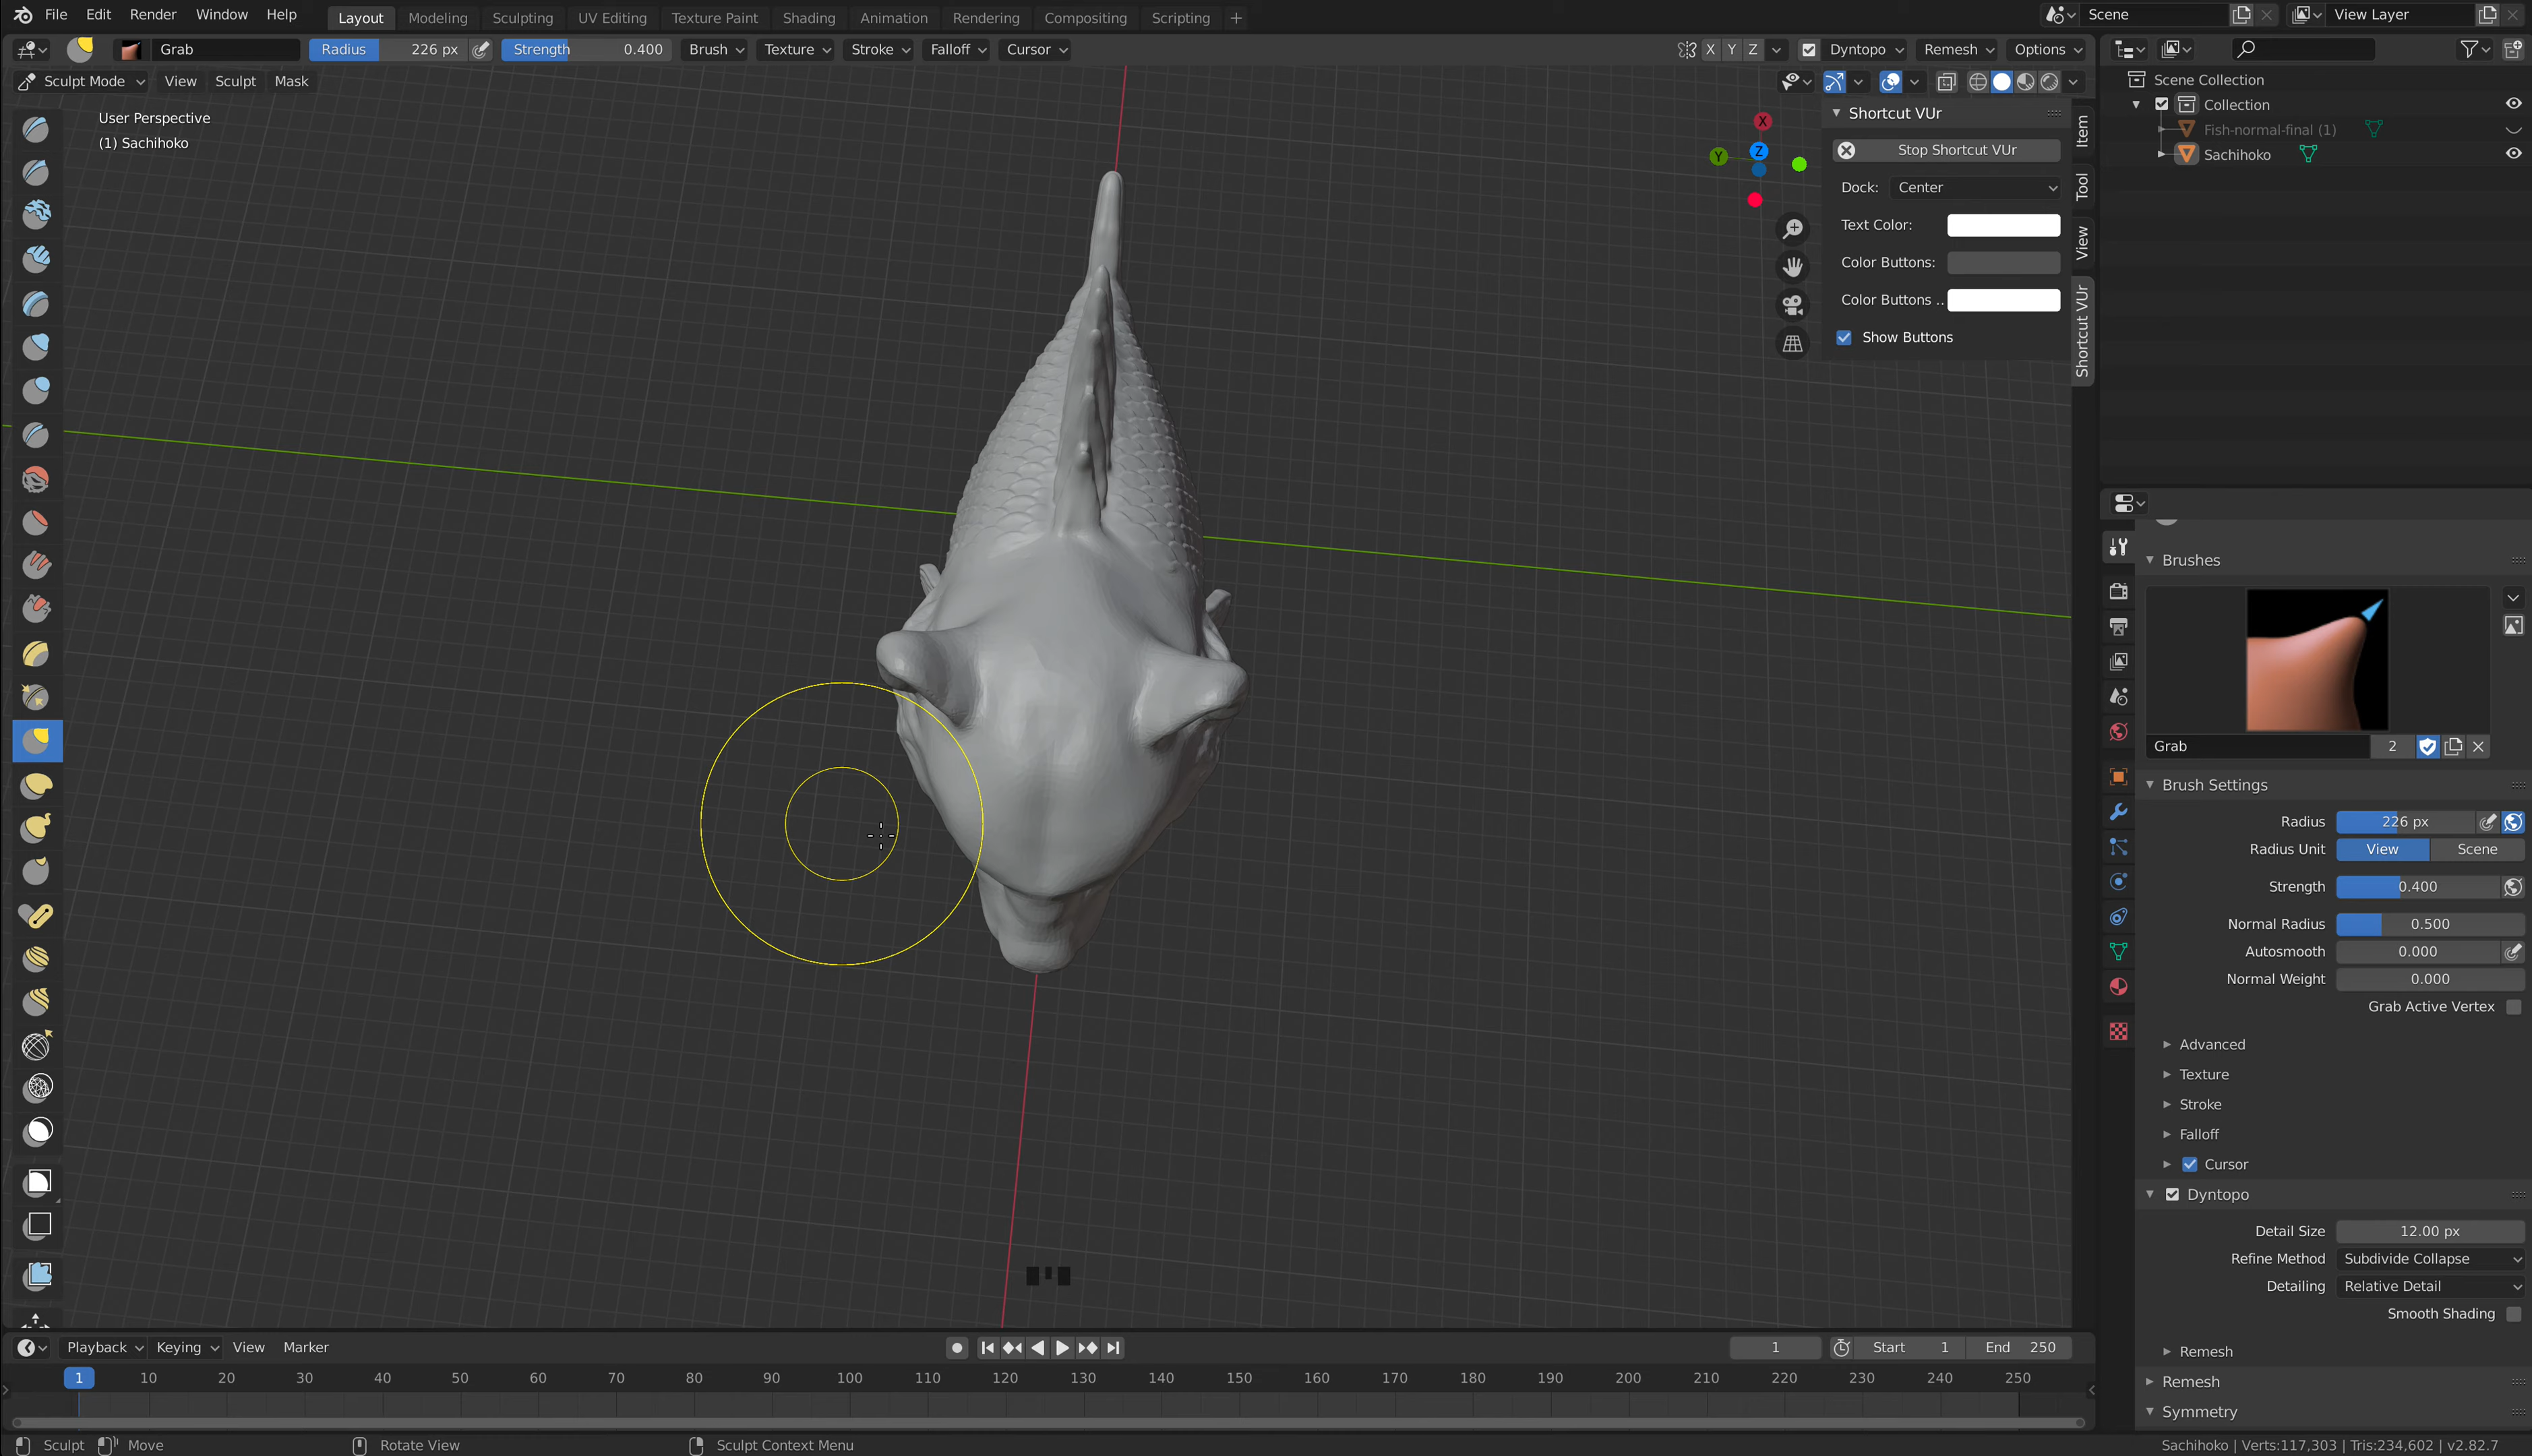 File Edit Render Window Help Layout Modeling Sculpting UV Editing Texture Paint Shading Animation Rendering Compositing Scripting + Scene View Layer
Grab Radius 226 px Strength 0.400 Brush Texture Stroke Falloff Cursor X Y Z Dyntopo Remesh Options
Sculpt Mode View Sculpt Mask
User Perspective
(1) Sachihoko
X
Y
Z
Shortcut VUr
Stop Shortcut VUr
Dock: Center
Text Color:
Color Buttons:
Color Buttons ..
Show Buttons
Item
Tool
View
Shortcut VUr
Scene Collection
Collection
Fish-normal-final (1)
Sachihoko
Brushes
Grab 2
Brush Settings
Radius 226 px
Radius Unit View Scene
Strength 0.400
Normal Radius 0.500
Autosmooth 0.000
Normal Weight 0.000
Grab Active Vertex
Advanced
Texture
Stroke
Falloff
Cursor
Dyntopo
Detail Size 12.00 px
Refine Method Subdivide Collapse
Detailing Relative Detail
Smooth Shading
Remesh
Remesh
Symmetry
Playback Keying View Marker 1 Start 1 End 250
1 10 20 30 40 50 60 70 80 90 100 110 120 130 140 150 160 170 180 190 200 210 220 230 240 250
Sculpt Move Rotate View Sculpt Context Menu Sachihoko | Verts:117,303 | Tris:234,602 | v2.82.7